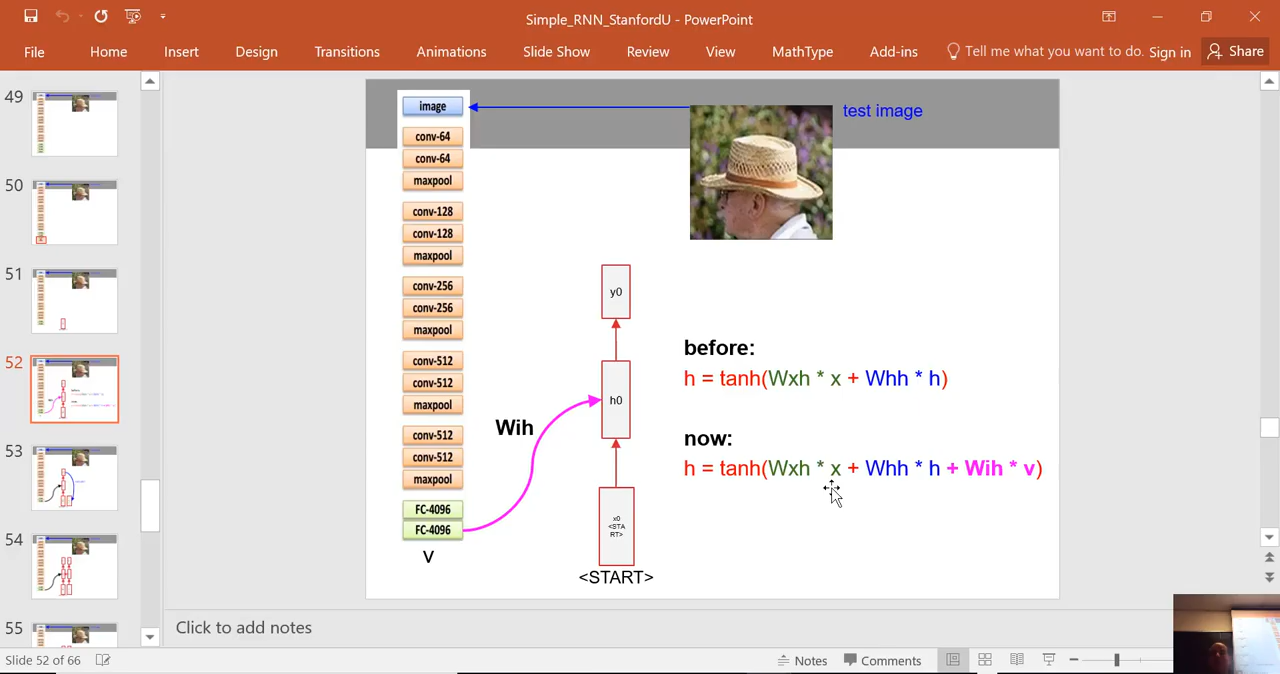 Simple_RNN_StanfordU - PowerPoint
File Home Insert Design Transitions Animations Slide Show Review View MathType Add-ins Tell me what you want to do. Sign in Share
49
50
51
52
53
54
55
image
test image
conv-64
conv-64
maxpool
conv-128
conv-128
maxpool
conv-256
conv-256
maxpool
conv-512
conv-512
maxpool
conv-512
conv-512
maxpool
FC-4096
FC-4096
V
Wih
y0
h0
x0
<STA
RT>
<START>
before:
h = tanh(Wxh * x + Whh * h)
now:
h = tanh(Wxh * x + Whh * h + Wih * v)
Click to add notes
Slide 52 of 66 Notes Comments